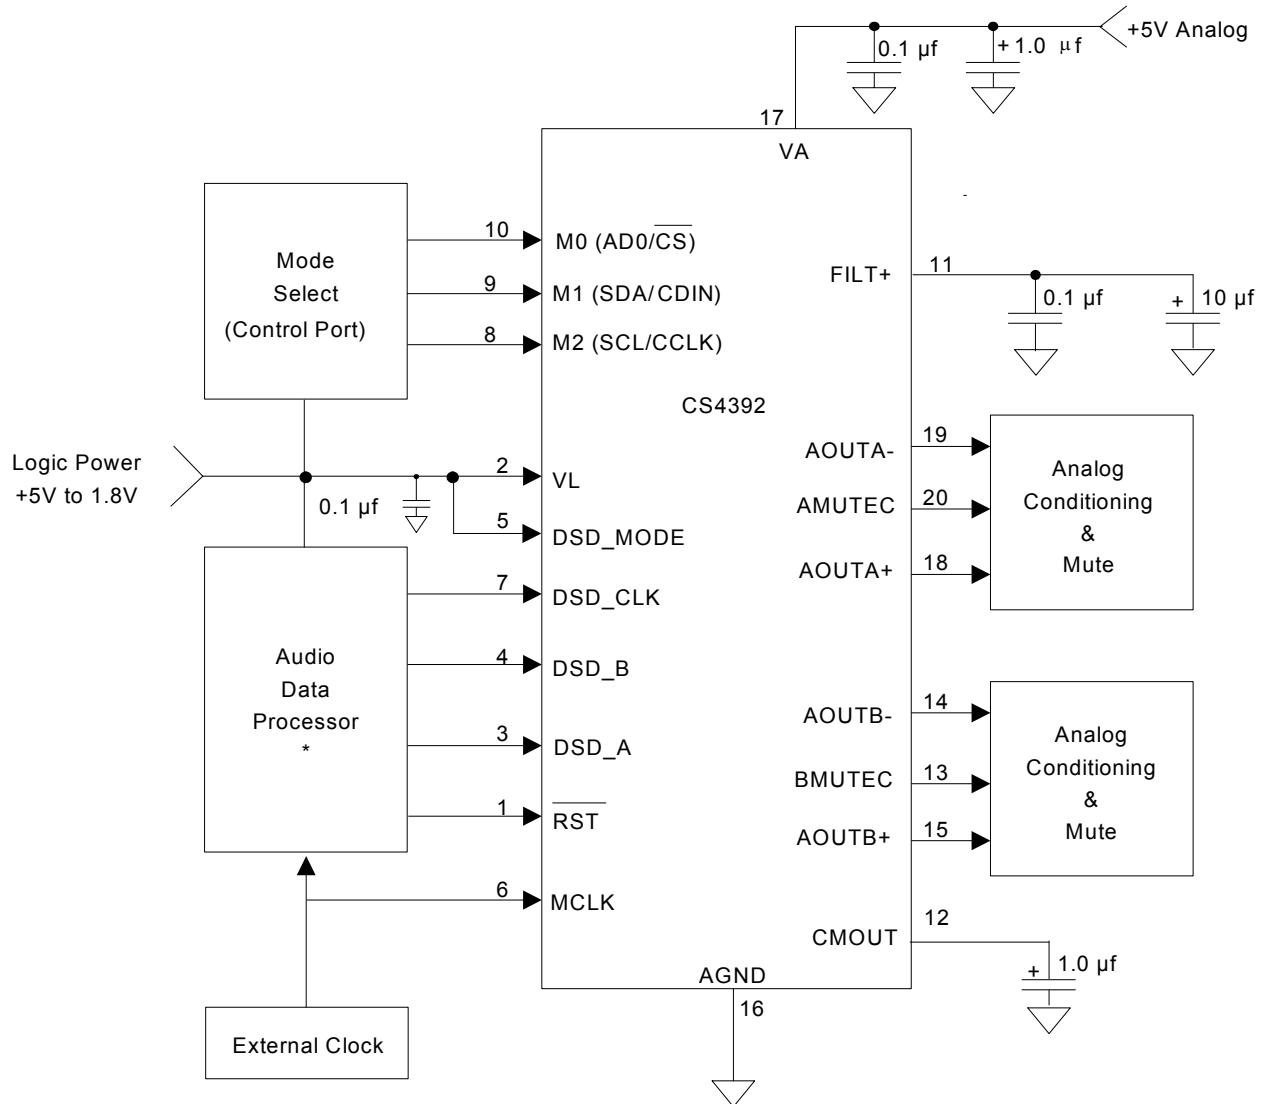 +5V Analog
0.1 µf
+ 1.0 µf
17
VA
Mode
Select
(Control Port)
10
M0 (AD0/CS)
9
M1 (SDA/CDIN)
8
M2 (SCL/CCLK)
FILT+
11
0.1 µf
+ 10 µf
CS4392
Logic Power
+5V to 1.8V
2
VL
0.1 µf
5
DSD_MODE
7
DSD_CLK
4
DSD_B
3
DSD_A
1
RST
6
MCLK
Audio
Data
Processor
*
External Clock
AOUTA-
19
AMUTEC
20
AOUTA+
18
Analog
Conditioning
&
Mute
AOUTB-
14
BMUTEC
13
AOUTB+
15
Analog
Conditioning
&
Mute
CMOUT
12
+ 1.0 µf
AGND
16